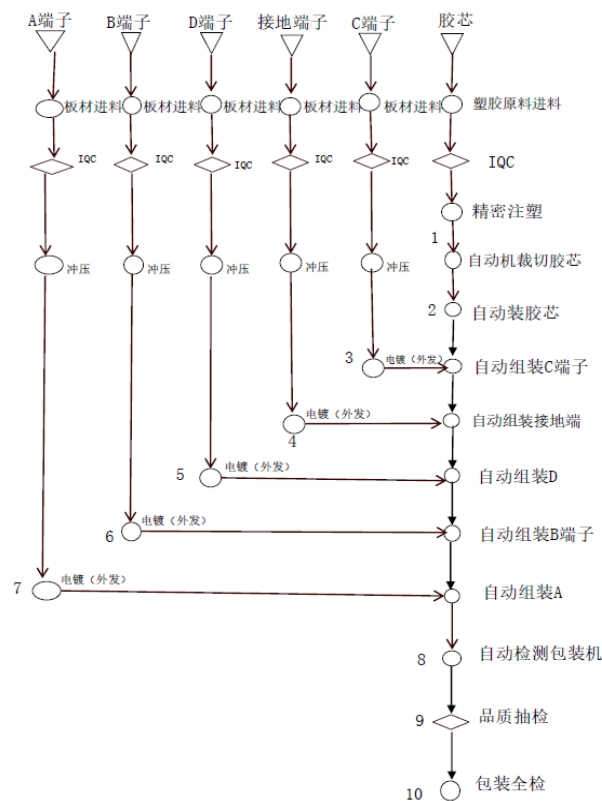 A端子 B端子 D端子 接地端子 C端子 胶芯
板材进料 板材进料 板材进料 板材进料 板材进料 塑胶原料进料
IQC IQC IQC IQC IQC IQC
精密注塑
1
冲压 冲压 冲压 冲压 冲压 自动机裁切胶芯
2 自动装胶芯
3 电镀（外发） 自动组装C端子
4 电镀（外发） 自动组装接地端
5 电镀（外发） 自动组装D
6 电镀（外发） 自动组装B端子
7 电镀（外发） 自动组装A
8 自动检测包装机
9 品质抽检
10 包装全检